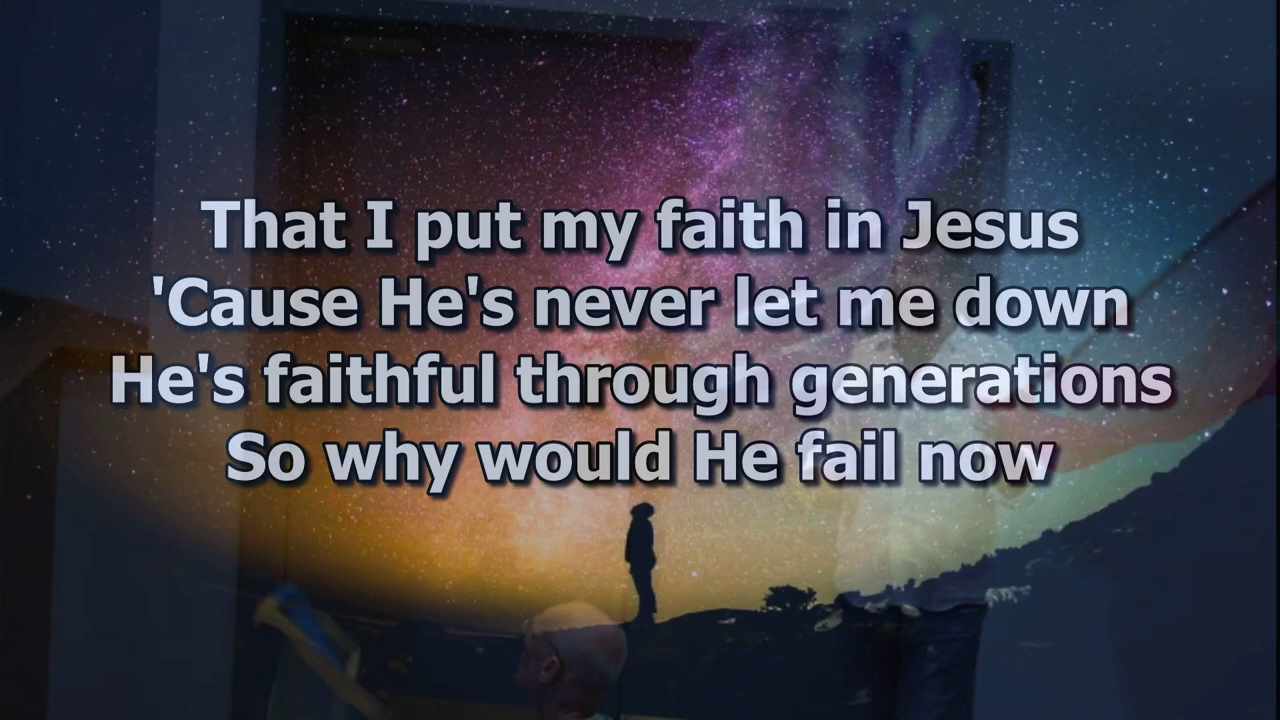 That I put my faith in Jesus
'Cause He's never let me down
He's faithful through generations
So why would He fail now